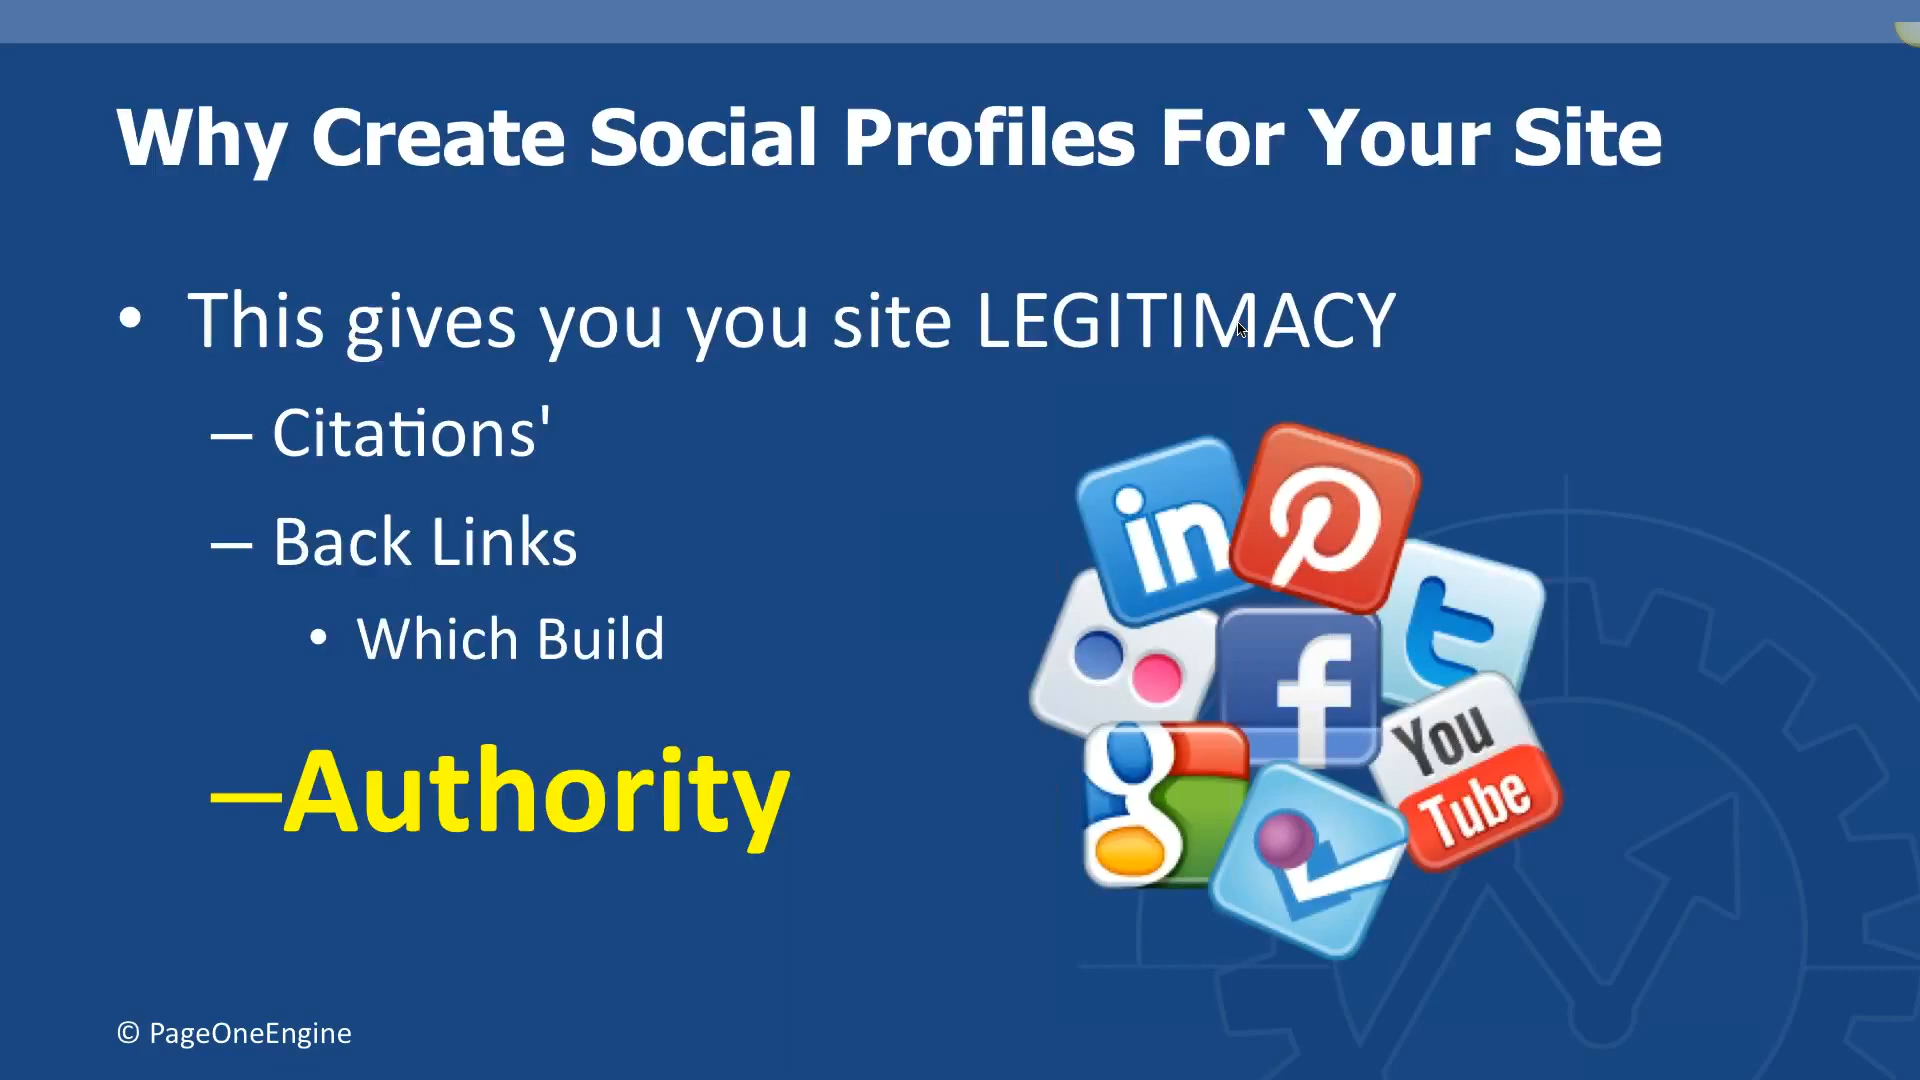 Why Create Social Profiles For Your Site
• This gives you you site LEGITIMACY
– Citations'
– Back Links
• Which Build
–Authority
in
f
You
Tube
© PageOneEngine